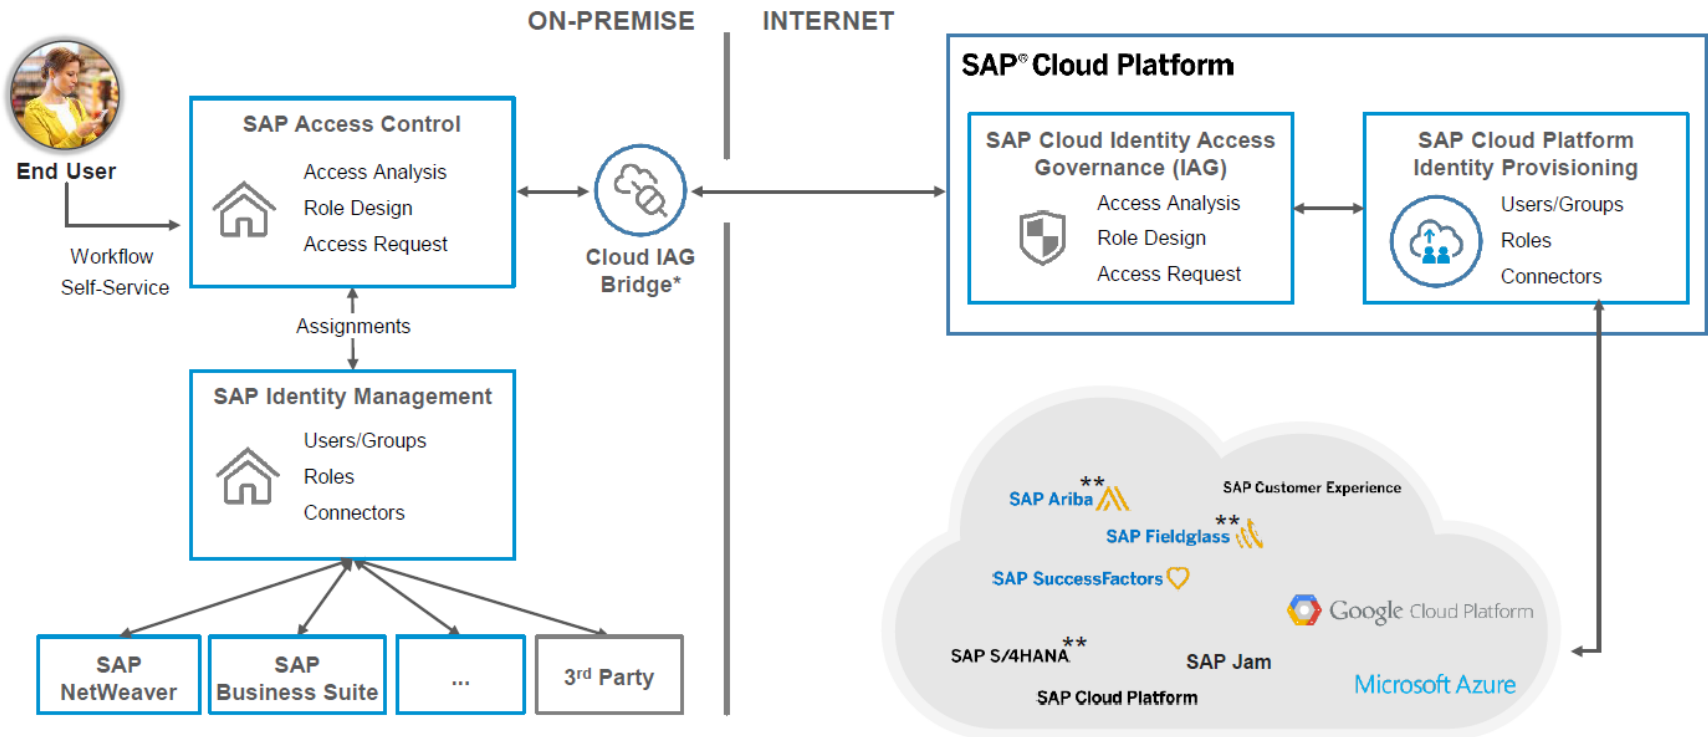 ON-PREMISE
INTERNET
End User
Workflow
Self-Service
SAP Access Control
Access Analysis
Role Design
Access Request
Assignments
SAP Identity Management
Users/Groups
Roles
Connectors
SAP
NetWeaver
SAP
Business Suite
...
3rd Party
Cloud IAG
Bridge*
SAP® Cloud Platform
SAP Cloud Identity Access
Governance (IAG)
Access Analysis
Role Design
Access Request
SAP Cloud Platform
Identity Provisioning
Users/Groups
Roles
Connectors
SAP Ariba **
SAP Customer Experience
SAP Fieldglass **
SAP SuccessFactors
Google Cloud Platform
SAP S/4HANA **
SAP Jam
Microsoft Azure
SAP Cloud Platform